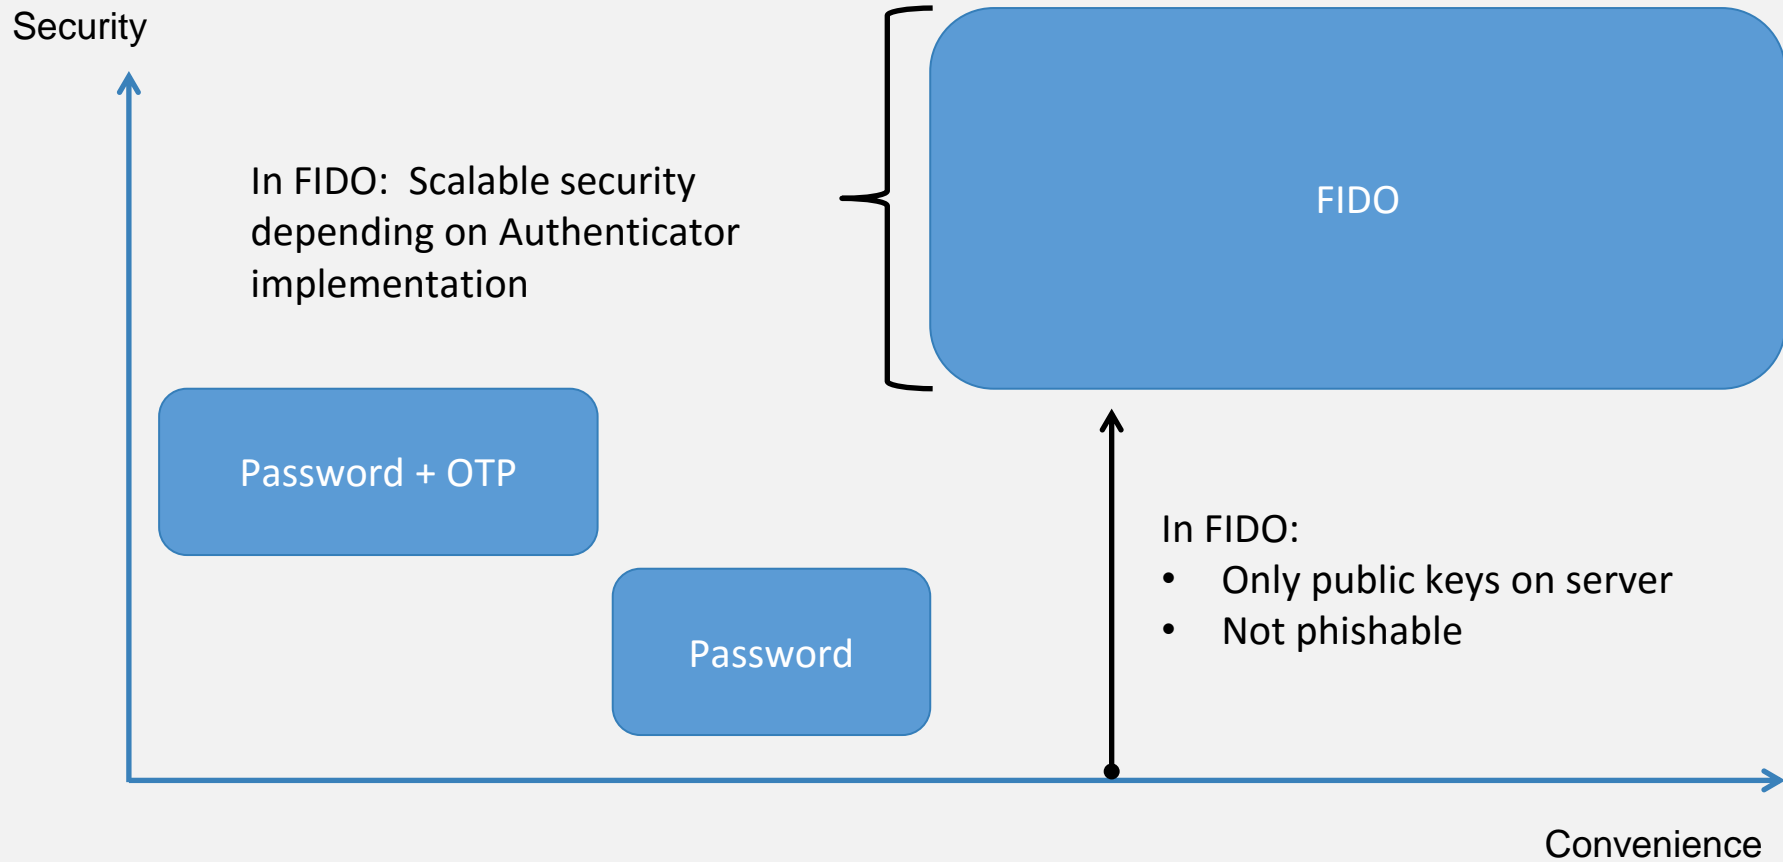 Security
In FIDO: Scalable security
depending on Authenticator
implementation
FIDO
Password + OTP
Password
In FIDO:
• Only public keys on server
• Not phishable
Convenience